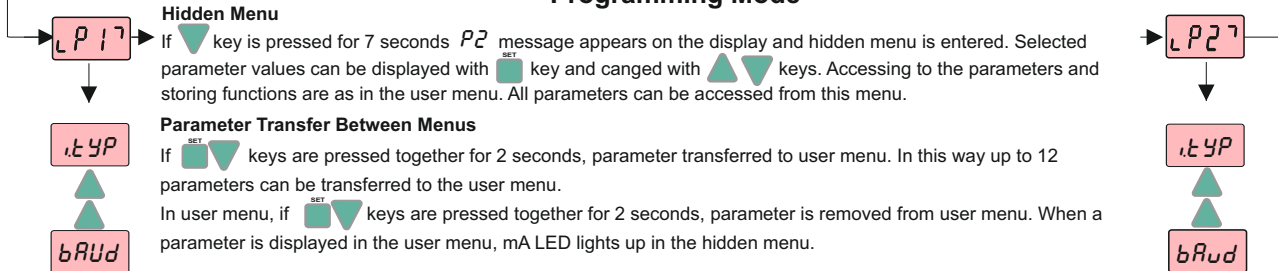 Programming Mode
Hidden Menu
P1
If key is pressed for 7 seconds P2 message appears on the display and hidden menu is entered. Selected
P2
parameter values can be displayed with SET key and canged with keys. Accessing to the parameters and
storing functions are as in the user menu. All parameters can be accessed from this menu.
Parameter Transfer Between Menus
i.tYP
If SET keys are pressed together for 2 seconds, parameter transferred to user menu. In this way up to 12
i.tYP
parameters can be transferred to the user menu.
In user menu, if SET keys are pressed together for 2 seconds, parameter is removed from user menu. When a
parameter is displayed in the user menu, mA LED lights up in the hidden menu.
bAUd
bAud